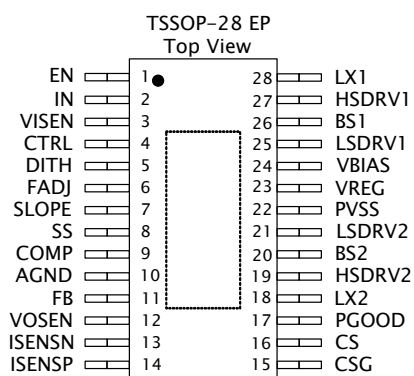 TSSOP-28 EP
Top View
EN 1 28 LX1
IN 2 27 HSDRV1
VISEN 3 26 BS1
CTRL 4 25 LSDRV1
DITH 5 24 VBIAS
FADJ 6 23 VREG
SLOPE 7 22 PVSS
SS 8 21 LSDRV2
COMP 9 20 BS2
AGND 10 19 HSDRV2
FB 11 18 LX2
VOSEN 12 17 PGOOD
ISENSN 13 16 CS
ISENSP 14 15 CSG